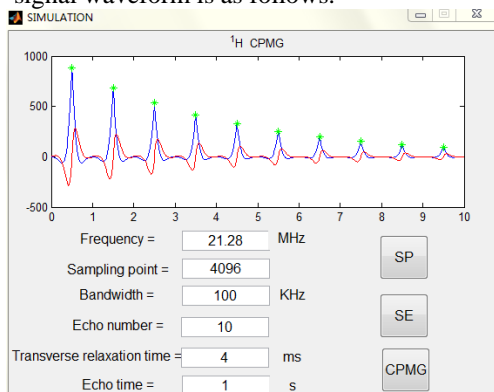 signal waveform is as follows.
SIMULATION
¹H CPMG
1000
500
0
-500
0 1 2 3 4 5 6 7 8 9 10
Frequency = 21.28 MHz
SP
Sampling point = 4096
Bandwidth = 100 KHz
SE
Echo number = 10
Transverse relaxation time = 4 ms
CPMG
Echo time = 1 s